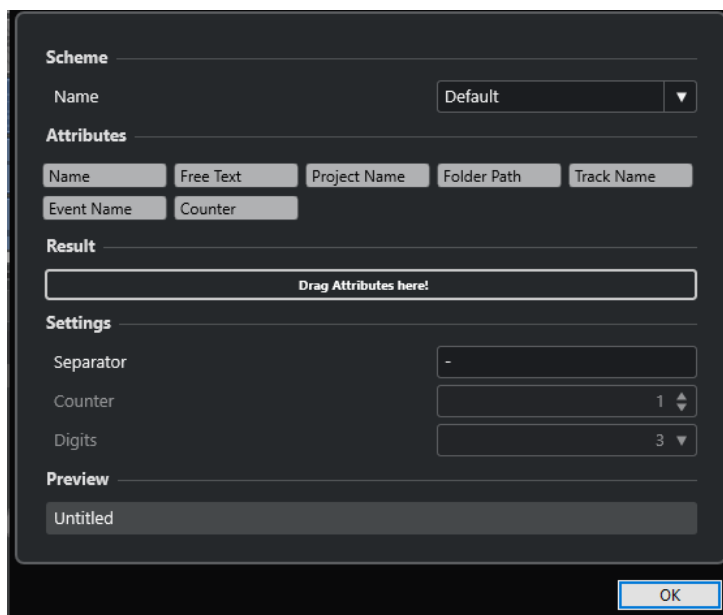 Scheme
Name Default
Attributes
Name Free Text Project Name Folder Path Track Name
Event Name Counter
Result
Drag Attributes here!
Settings
Separator -
Counter 1
Digits 3
Preview
Untitled
OK